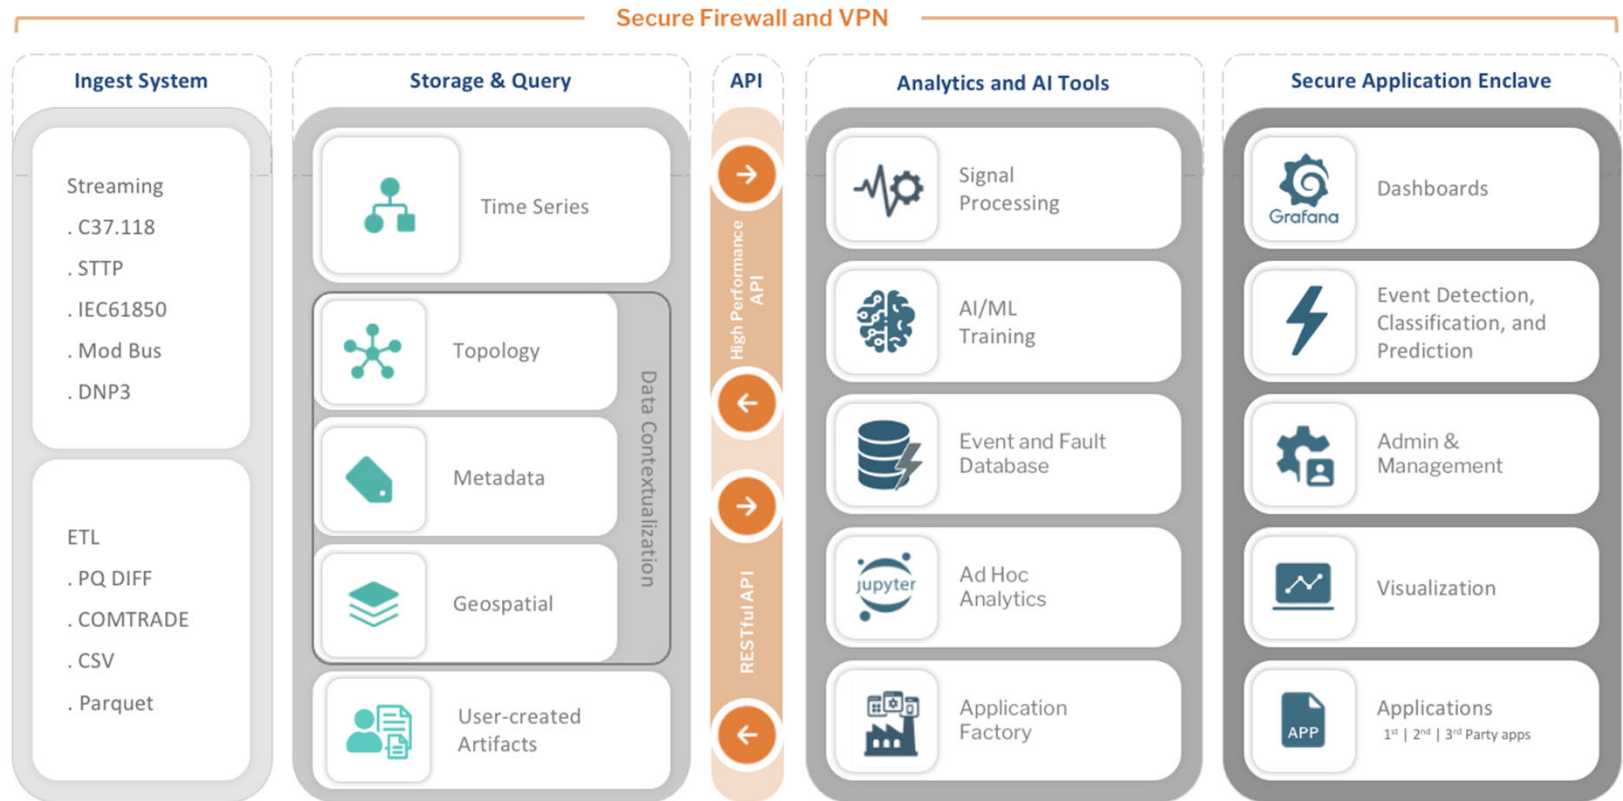 Secure Firewall and VPN
Ingest System
Streaming
. C37.118
. STTP
. IEC61850
. Mod Bus
. DNP3
ETL
. PQ DIFF
. COMTRADE
. CSV
. Parquet
Storage & Query
Time Series
Topology
Metadata
Geospatial
Data Contextualization
User-created
Artifacts
API
High Performance
API
RESTful API
Analytics and AI Tools
Signal
Processing
AI/ML
Training
Event and Fault
Database
jupyter
Ad Hoc
Analytics
Application
Factory
Secure Application Enclave
Grafana
Dashboards
Event Detection,
Classification, and
Prediction
Admin &
Management
Visualization
APP
Applications
1st | 2nd | 3rd Party apps